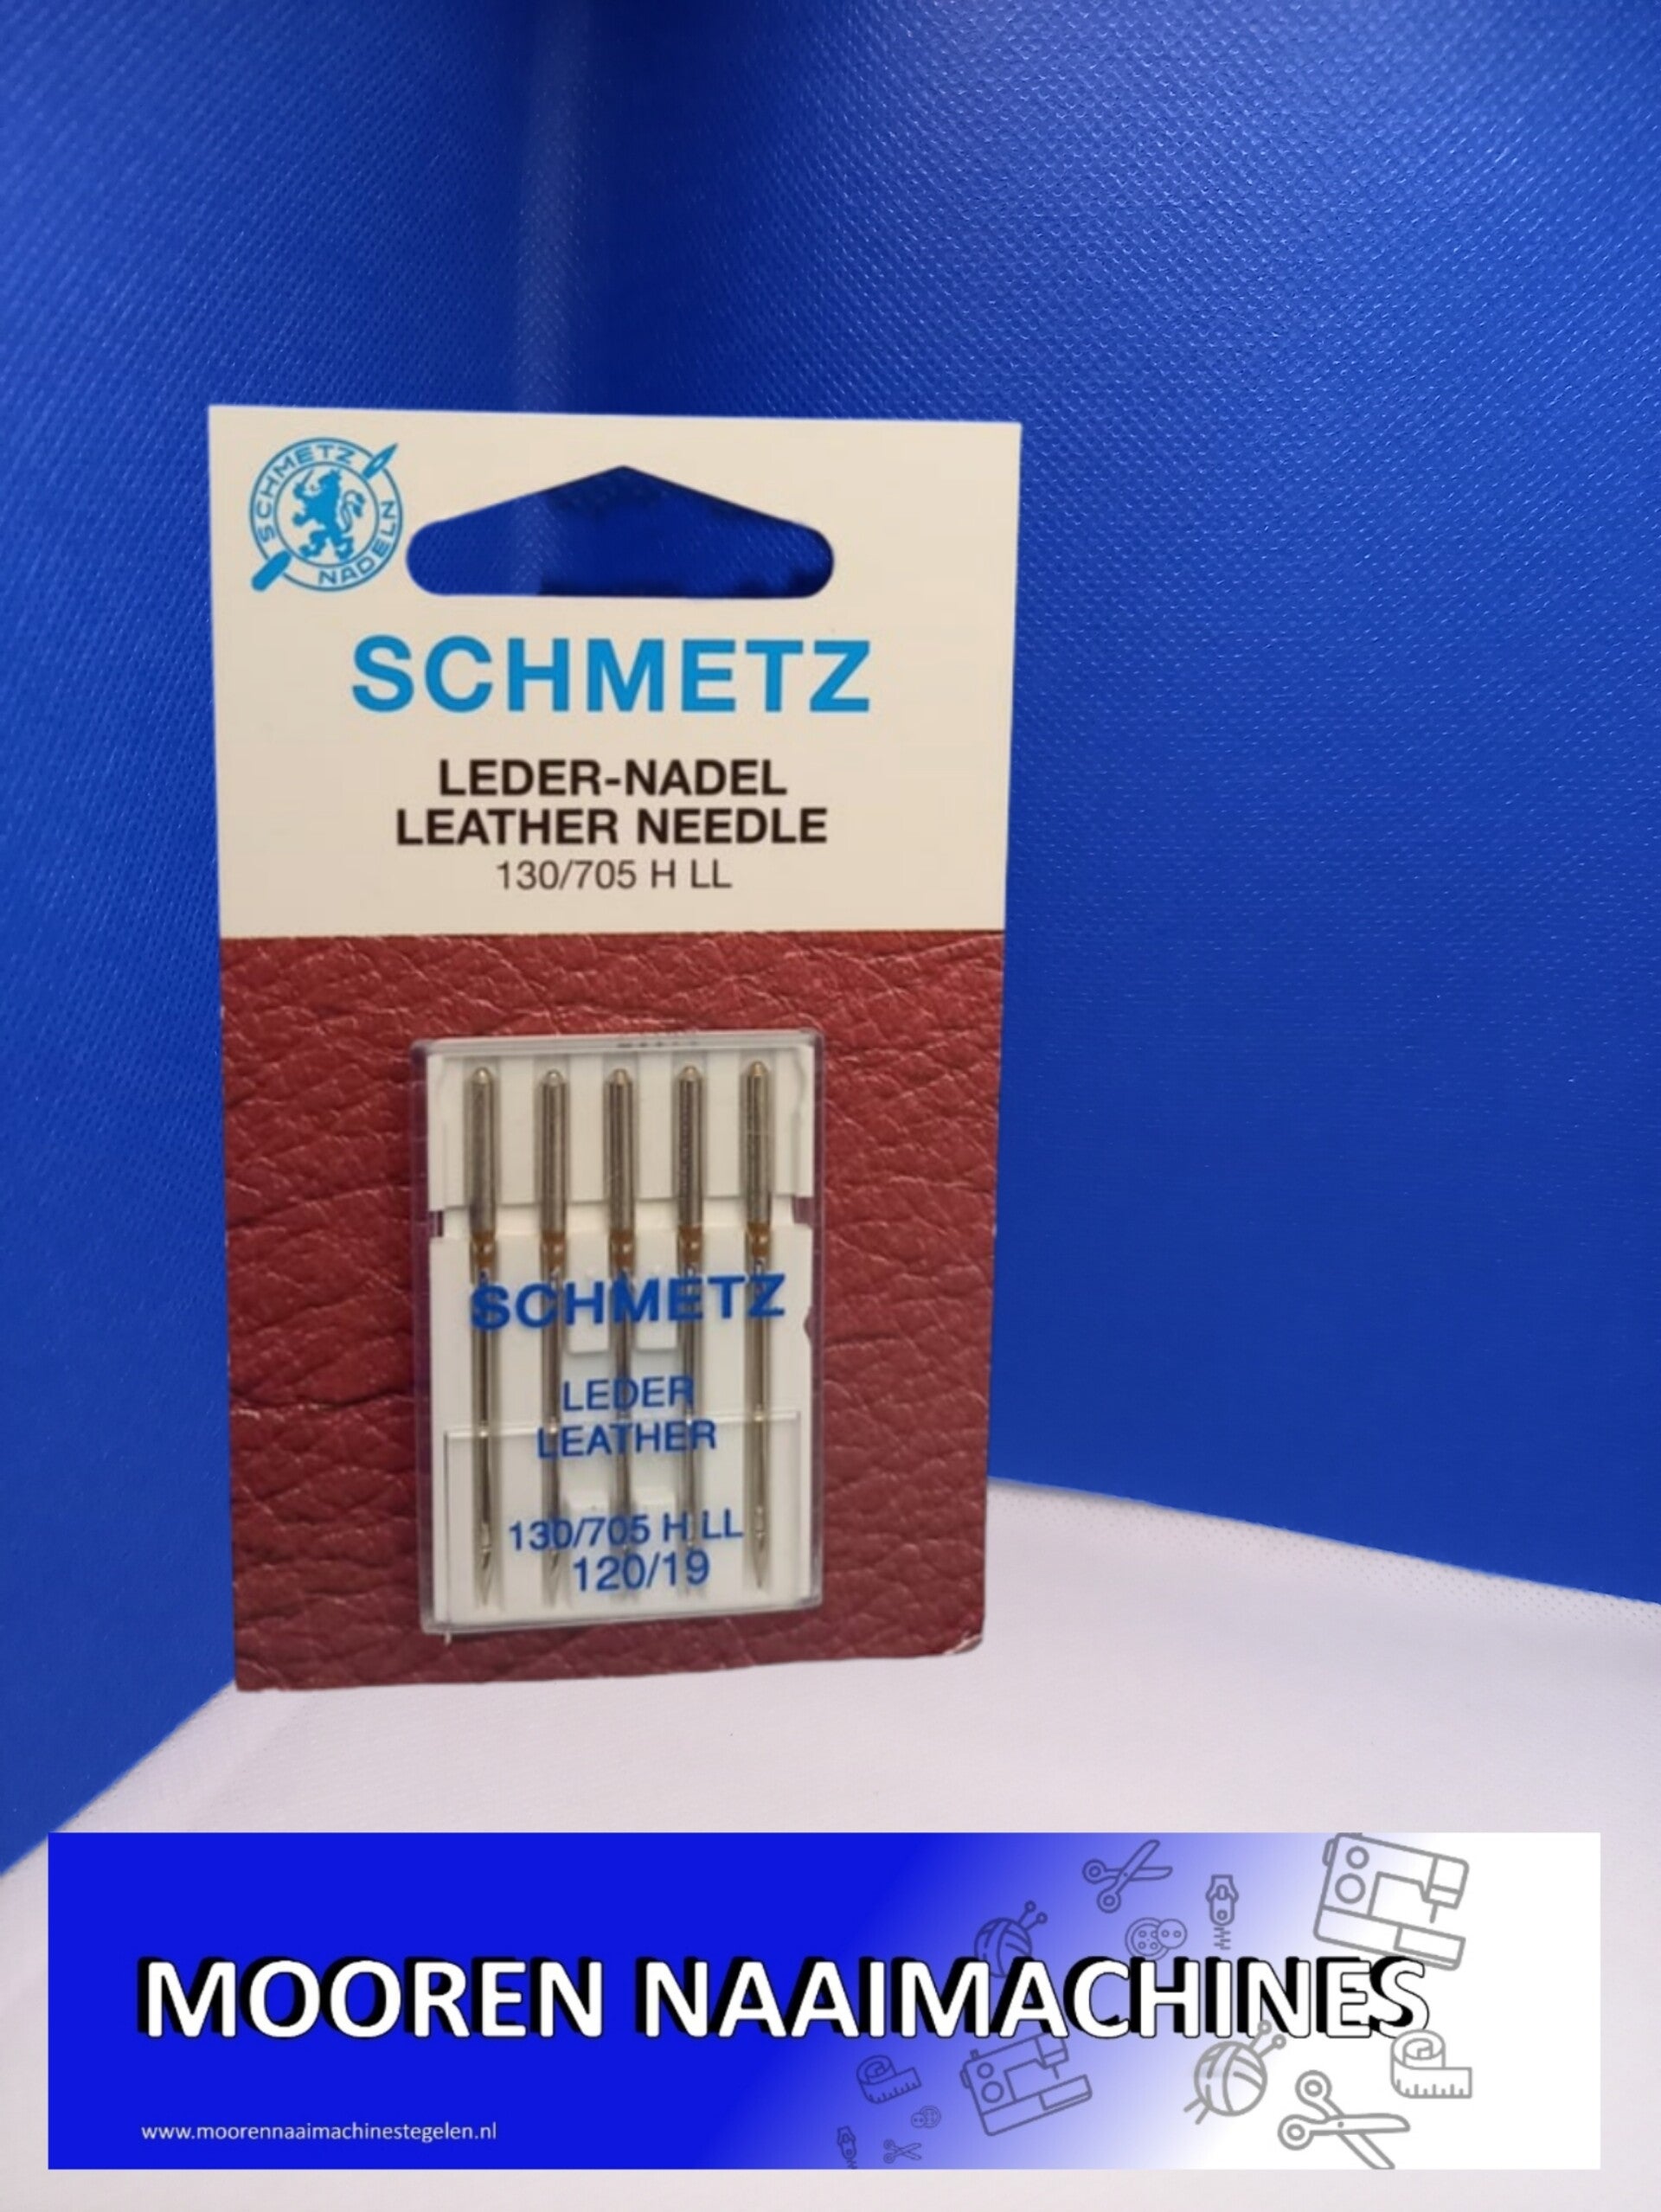 SCHMETZ
NADELN
SCHMETZ
LEDER-NADEL
LEATHER NEEDLE
130/705 H LL
SCHMETZ
LEDER
LEATHER
130/705 H LL
120/19
MOOREN NAAIMACHINES
www.moorennaaimachinestegelen.nl